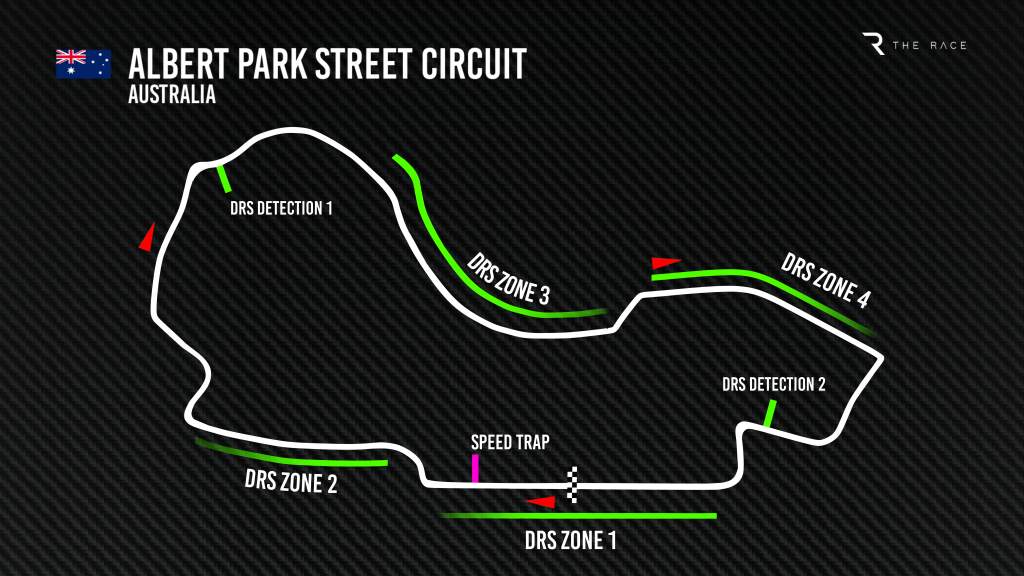 ALBERT PARK STREET CIRCUIT
AUSTRALIA
THE RACE
DRS DETECTION 1
DRS ZONE 3
DRS ZONE 4
DRS DETECTION 2
SPEED TRAP
DRS ZONE 2
DRS ZONE 1